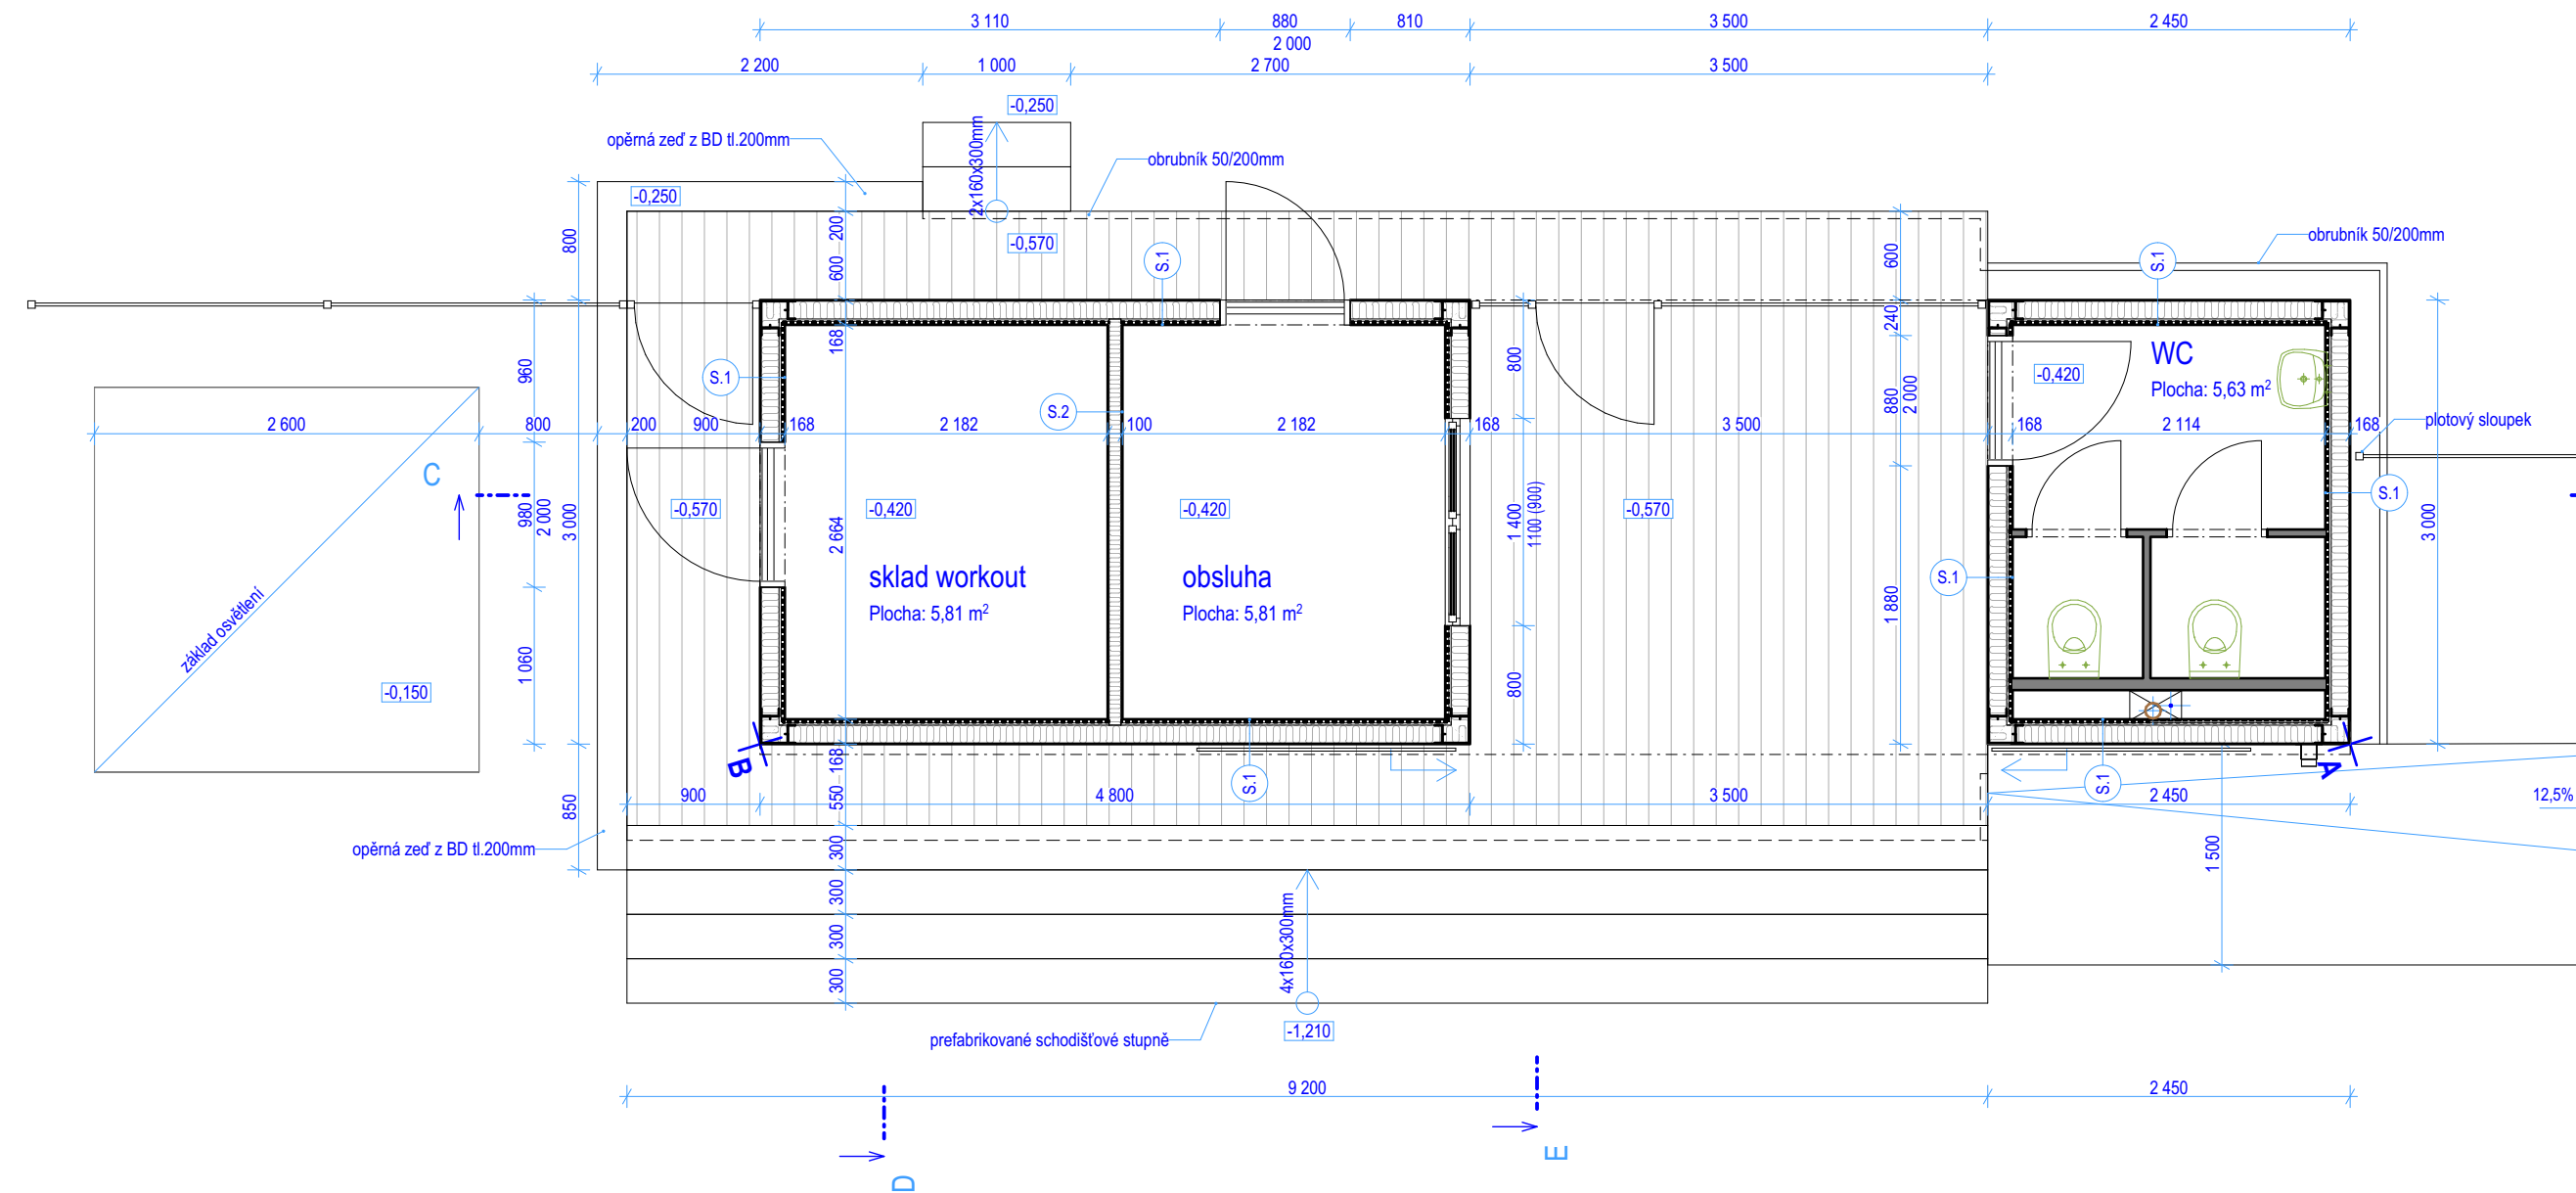 3 110
880
810
3 500
2 450
2 000
2 200
1 000
2 700
3 500
-0,250
opěrná zeď z BD tl.200mm
2x160x300mm
obrubník 50/200mm
-0,250
-0,570
obrubník 50/200mm
800
200
600
600
S.1
S.1
168
240
960
800
S.1
S.2
WC
Plocha: 5,63 m²
-0,420
880
2 000
2 600
800
200
900
168
2 182
100
2 182
168
3 500
168
2 114
168
plotový sloupek
C
980
2 000
3 000
-0,570
2 664
-0,420
-0,420
1 400
1100 (900)
-0,570
S.1
3 000
sklad workout
Plocha: 5,81 m²
obsluha
Plocha: 5,81 m²
S.1
1 880
základ osvětlení
1 060
800
-0,150
B
168
S.1
S.1
A
850
550
900
4 800
3 500
2 450
12,5%
opěrná zeď z BD tl.200mm
300
300
300
300
1 500
4x160x300mm
-1,210
prefabrikované schodišťové stupně
9 200
2 450
D
E